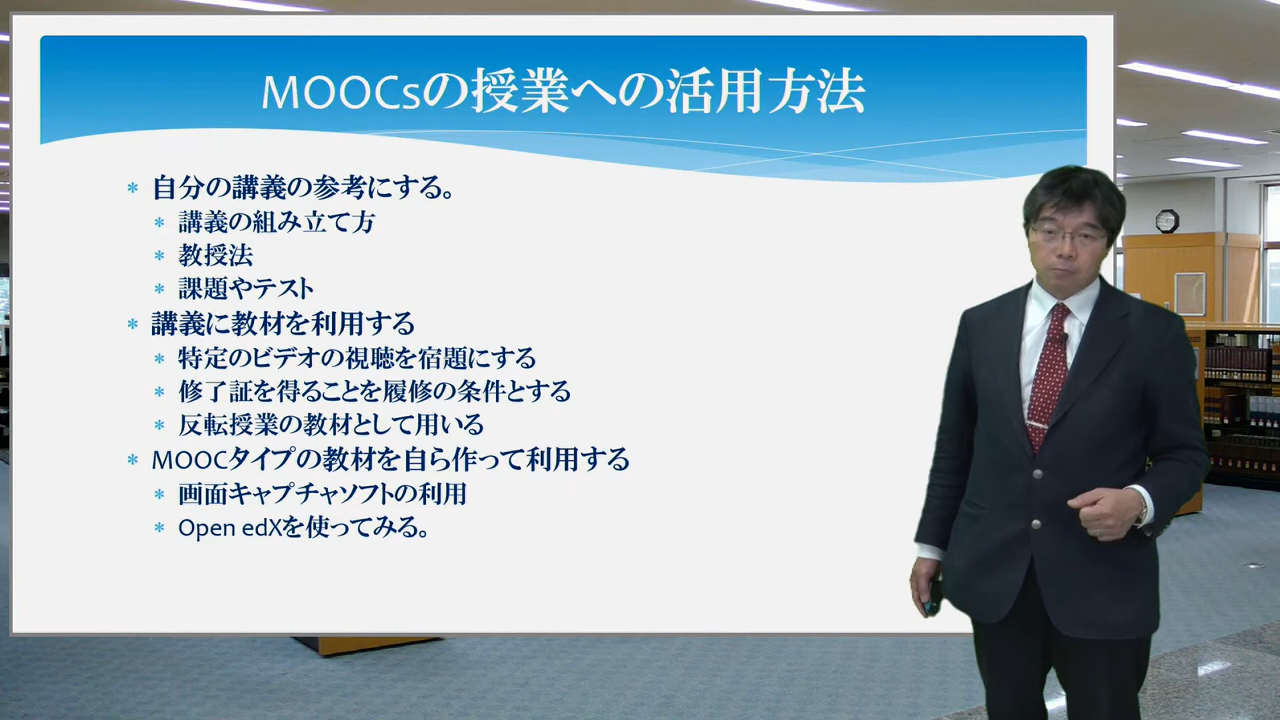 MOOCsの授業への活用方法
* 自分の講義の参考にする。
* 講義の組み立て方
* 教授法
* 課題やテスト
* 講義に教材を利用する
* 特定のビデオの視聴を宿題にする
* 修了証を得ることを履修の条件とする
* 反転授業の教材として用いる
* MOOCタイプの教材を自ら作って利用する
* 画面キャプチャソフトの利用
* Open edXを使ってみる。